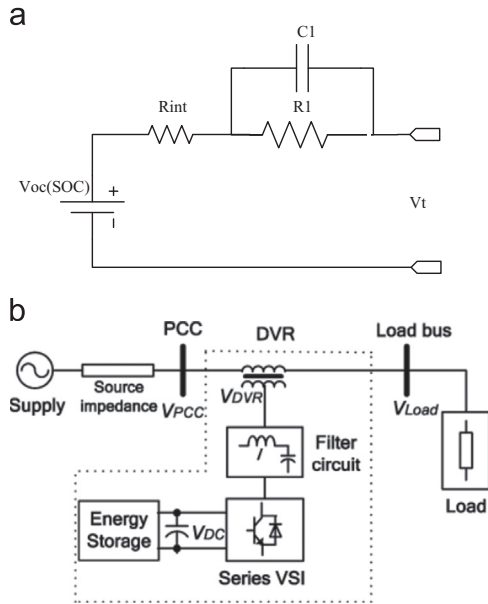 a
C1
Rint
R1
Voc(SOC)
+
Vt
b
PCC
DVR
Load bus
Supply
Source
impedance
VPCC
VDVR
VLoad
Filter
circuit
Load
Energy
Storage
VDC
Series VSI